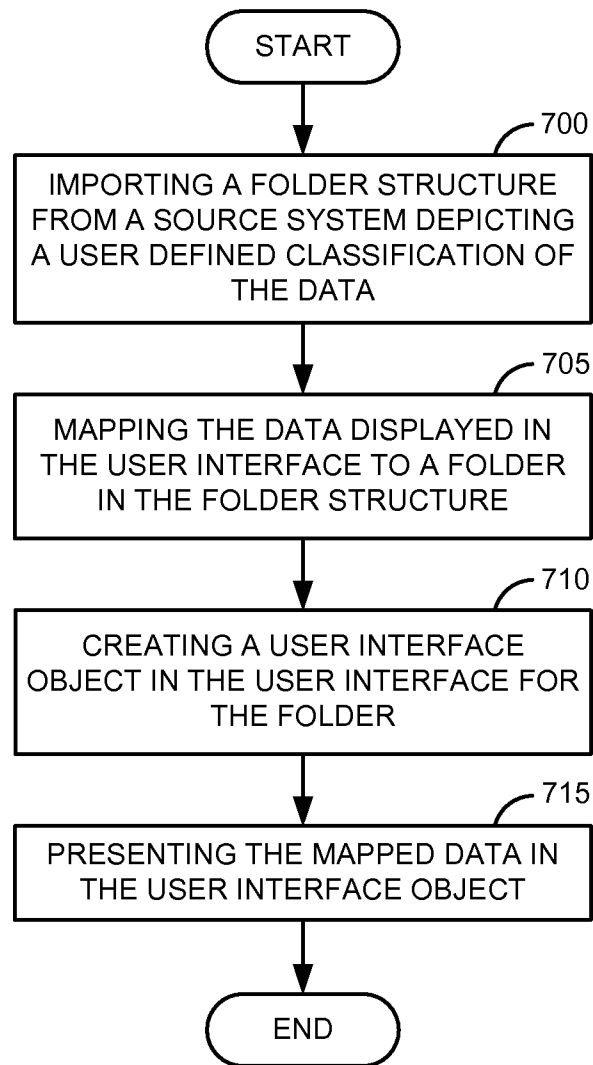 START
700
IMPORTING A FOLDER STRUCTURE
FROM A SOURCE SYSTEM DEPICTING
A USER DEFINED CLASSIFICATION OF
THE DATA
705
MAPPING THE DATA DISPLAYED IN
THE USER INTERFACE TO A FOLDER
IN THE FOLDER STRUCTURE
710
CREATING A USER INTERFACE
OBJECT IN THE USER INTERFACE FOR
THE FOLDER
715
PRESENTING THE MAPPED DATA IN
THE USER INTERFACE OBJECT
END